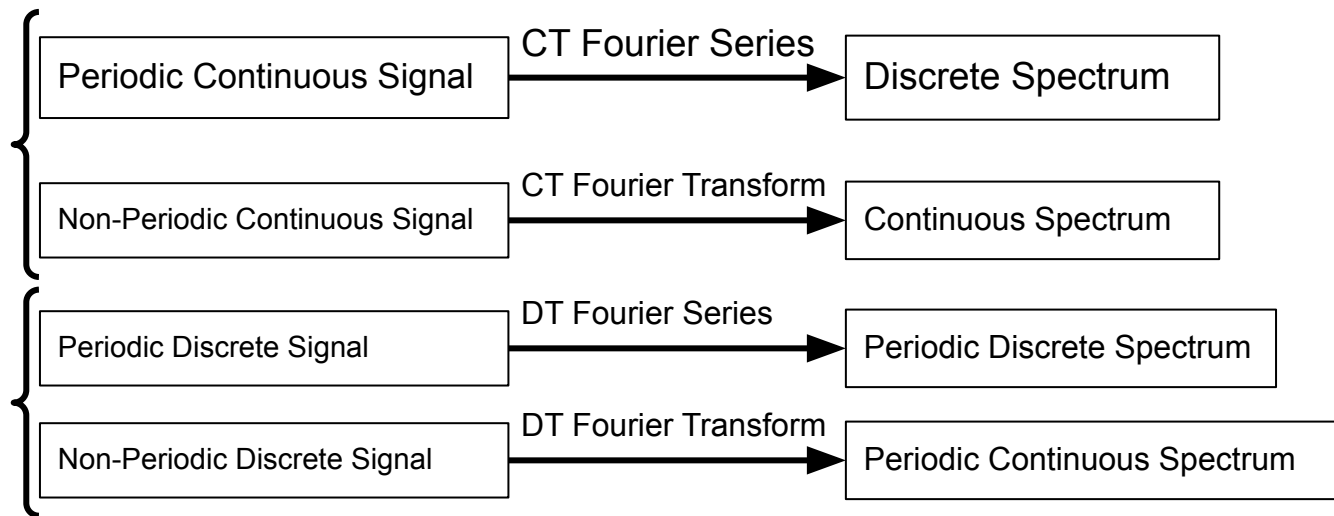 CT Fourier Series
Periodic Continuous Signal
Discrete Spectrum
CT Fourier Transform
Non-Periodic Continuous Signal
Continuous Spectrum
DT Fourier Series
Periodic Discrete Signal
Periodic Discrete Spectrum
DT Fourier Transform
Non-Periodic Discrete Signal
Periodic Continuous Spectrum